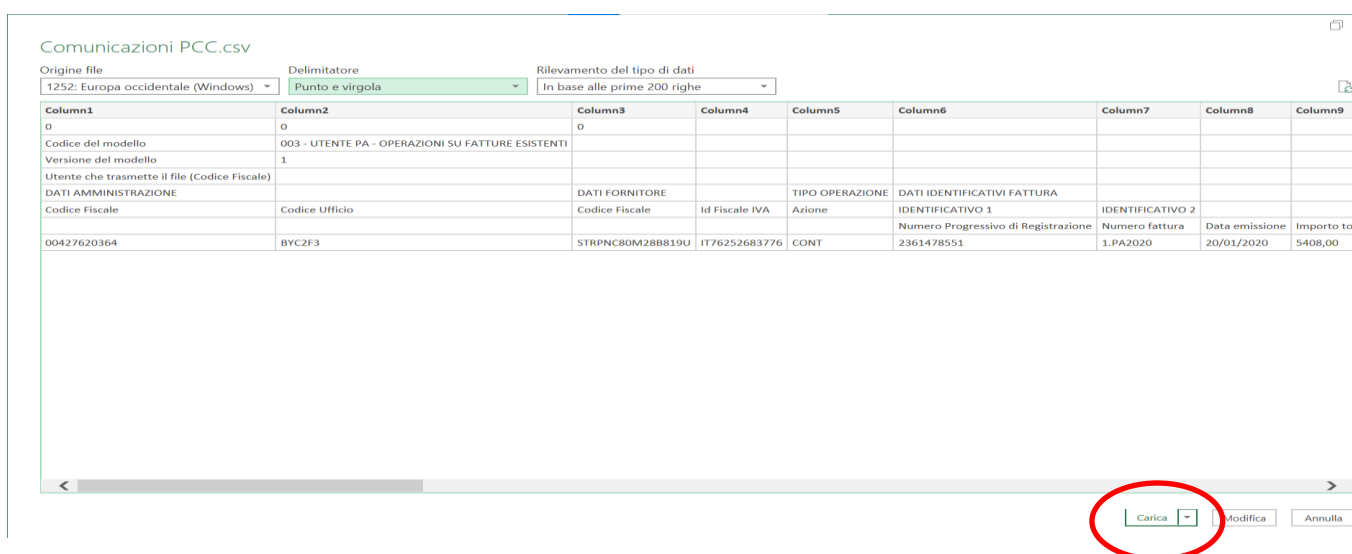 Comunicazioni PCC.csv
Origine file Delimitatore Rilevamento del tipo di dati
1252: Europa occidentale (Windows) Punto e virgola In base alle prime 200 righe
Column1 Column2 Column3 Column4 Column5 Column6 Column7 Column8 Column9
0 0 0
Codice del modello 003 - UTENTE PA - OPERAZIONI SU FATTURE ESISTENTI
Versione del modello 1
Utente che trasmette il file (Codice Fiscale)
DATI AMMINISTRAZIONE DATI FORNITORE TIPO OPERAZIONE DATI IDENTIFICATIVI FATTURA
Codice Fiscale Codice Ufficio Codice Fiscale Id Fiscale IVA Azione IDENTIFICATIVO 1 IDENTIFICATIVO 2
Numero Progressivo di Registrazione Numero fattura Data emissione Importo to
00427620364 BYC2F3 STRPNC80M28B819U IT76252683776 CONT 2361478551 1.PA2020 20/01/2020 5408,00
Carica Modifica Annulla